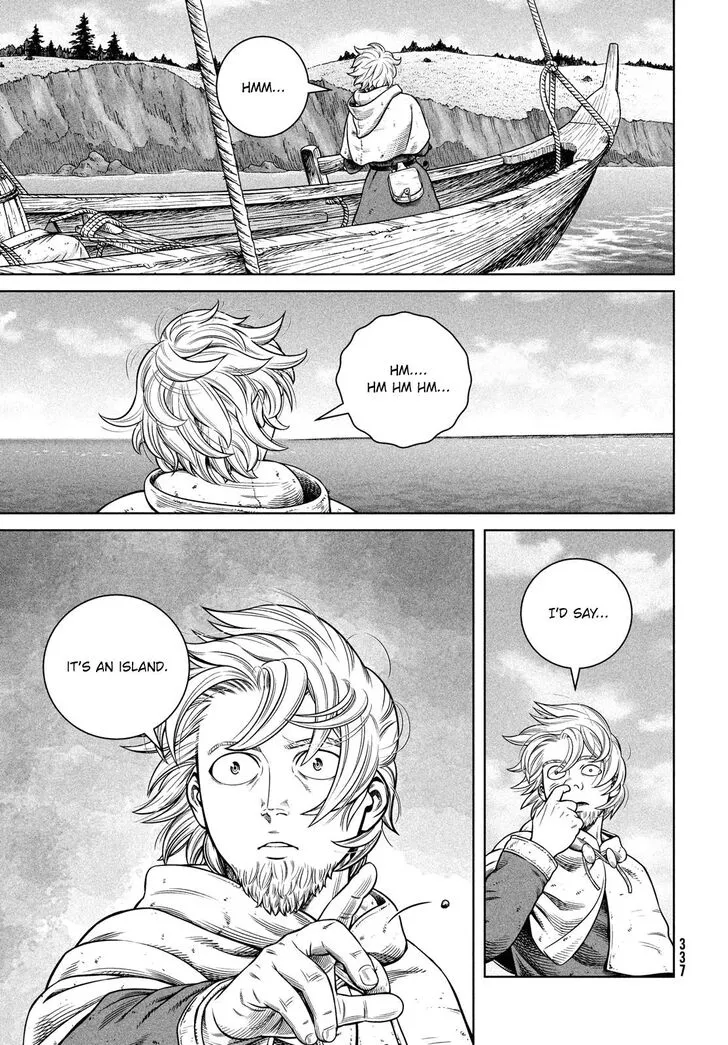 HMM...
HM....
HM HM HM...
I'D SAY...
IT'S AN ISLAND.
337